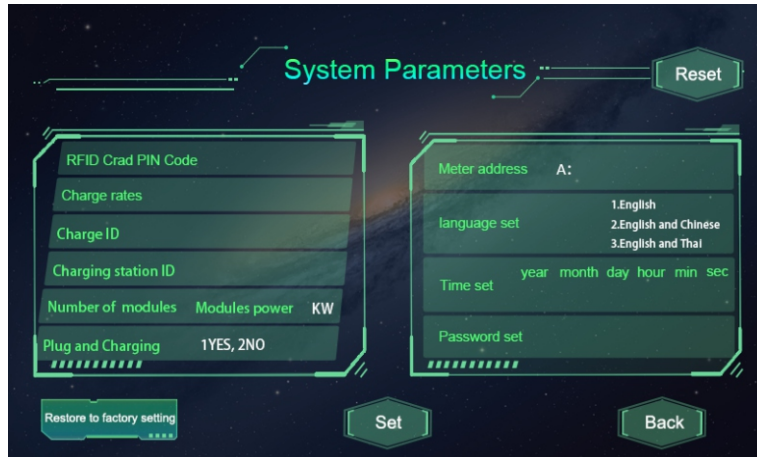 System Parameters
Reset
RFID Crad PIN Code
Charge rates
Charge ID
Charging station ID
Number of modules Modules power KW
Plug and Charging 1YES, 2NO
Meter address A:
language set
1.English
2.English and Chinese
3.English and Thai
Time set year month day hour min sec
Password set
Restore to factory setting
Set
Back